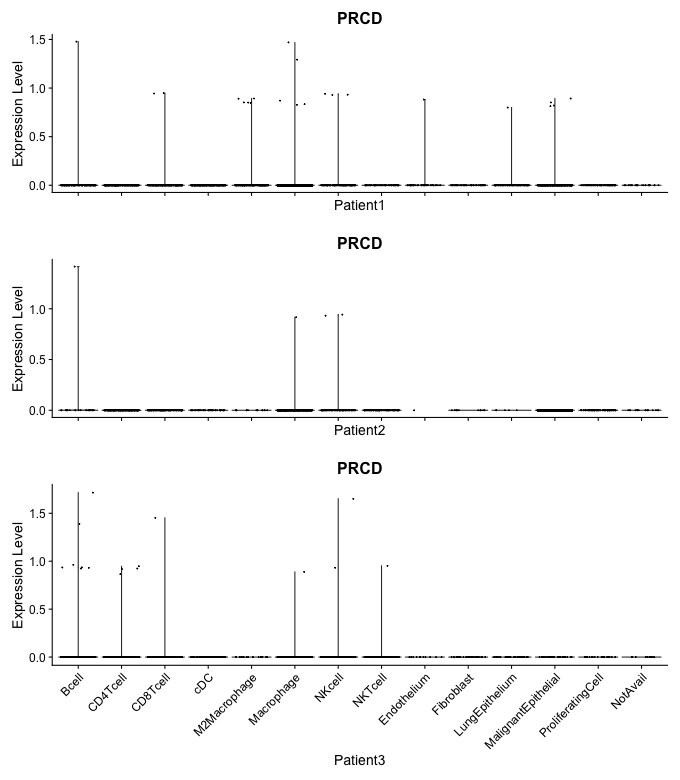 PRCD
Expression Level
1.5
1.0
0.5
0.0
Patient1
PRCD
Expression Level
1.0
0.5
0.0
Patient2
PRCD
Expression Level
1.5
1.0
0.5
0.0
Bcell
CD4Tcell
CD8Tcell
cDC
M2Macrophage
Macrophage
NKcell
NKTcell
Endothelium
Fibroblast
LungEpithelium
MalignantEpithelial
ProliferatingCell
NotAvail
Patient3